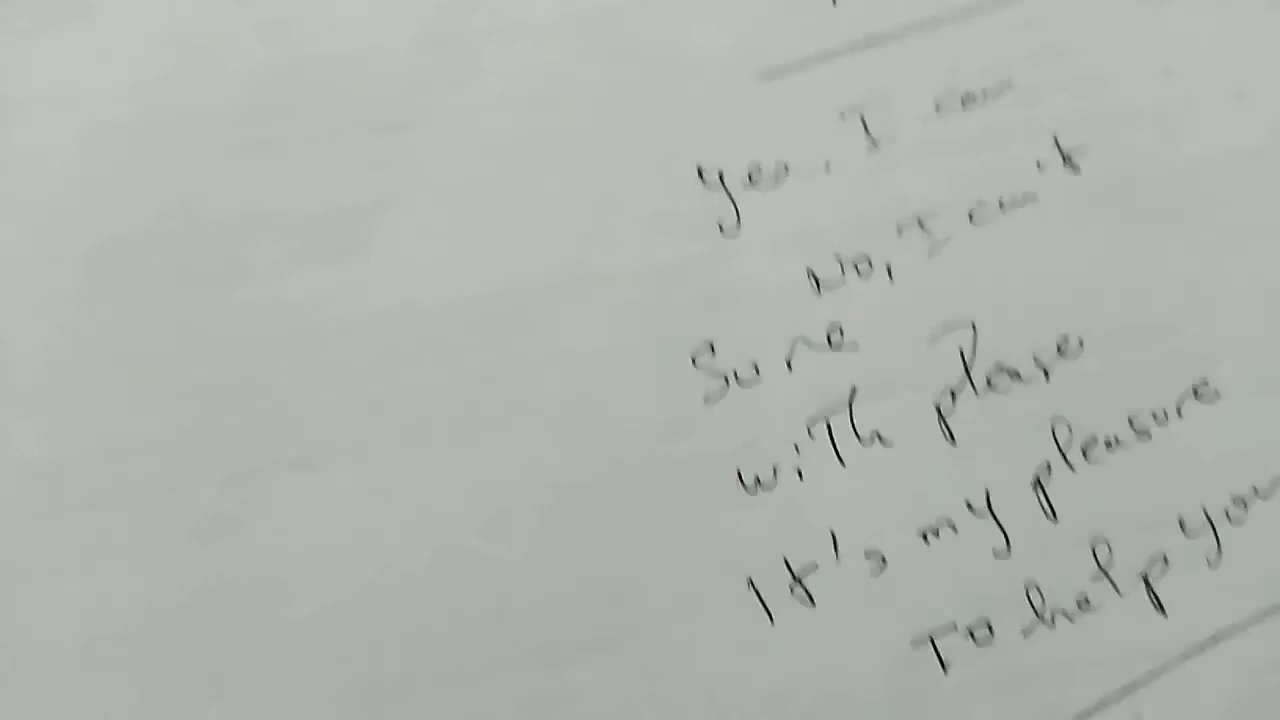 yes, I can
No, I can't
Sure
with please
It's my pleasure
To help you